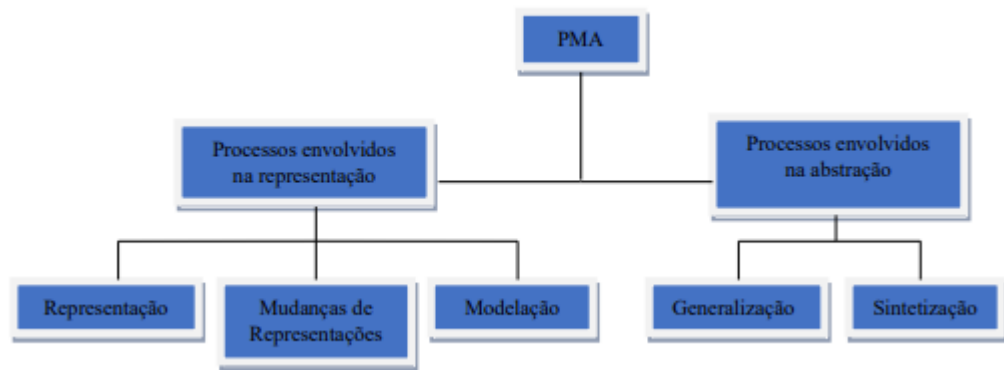 PMA
Processos envolvidos
na representação
Processos envolvidos
na abstração
Representação
Mudanças de
Representações
Modelação
Generalização
Sintetização